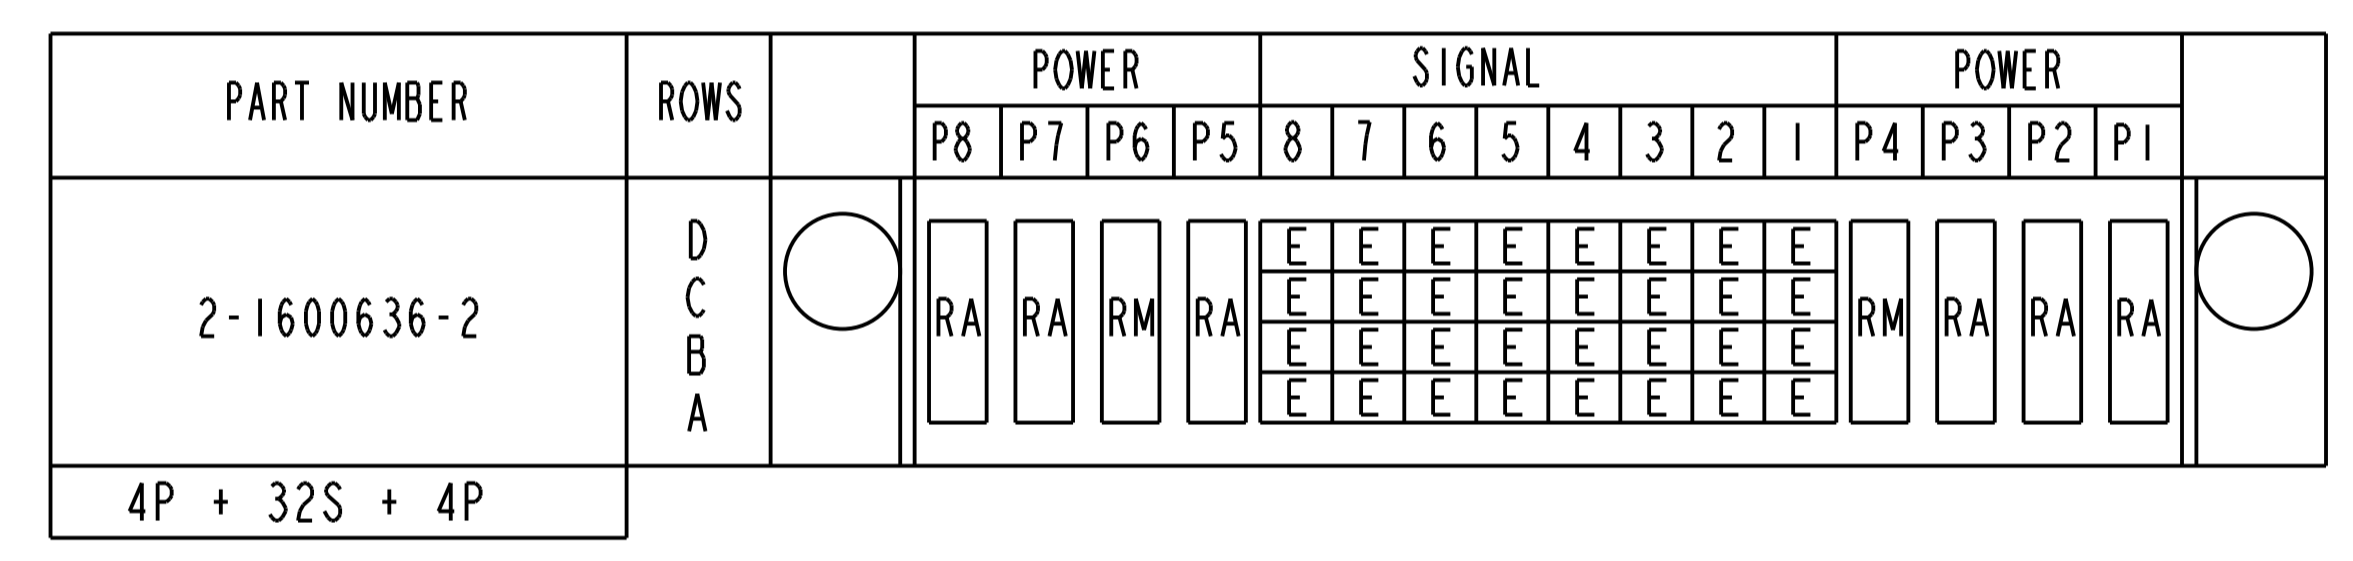 PART NUMBER ROWS POWER SIGNAL POWER
P8 P7 P6 P5 8 7 6 5 4 3 2 1 P4 P3 P2 P1
2-1600636-2
D
C
B
A
RA RA RM RA
E E E E E E E E
E E E E E E E E
E E E E E E E E
E E E E E E E E
RM RA RA RA
4P + 32S + 4P